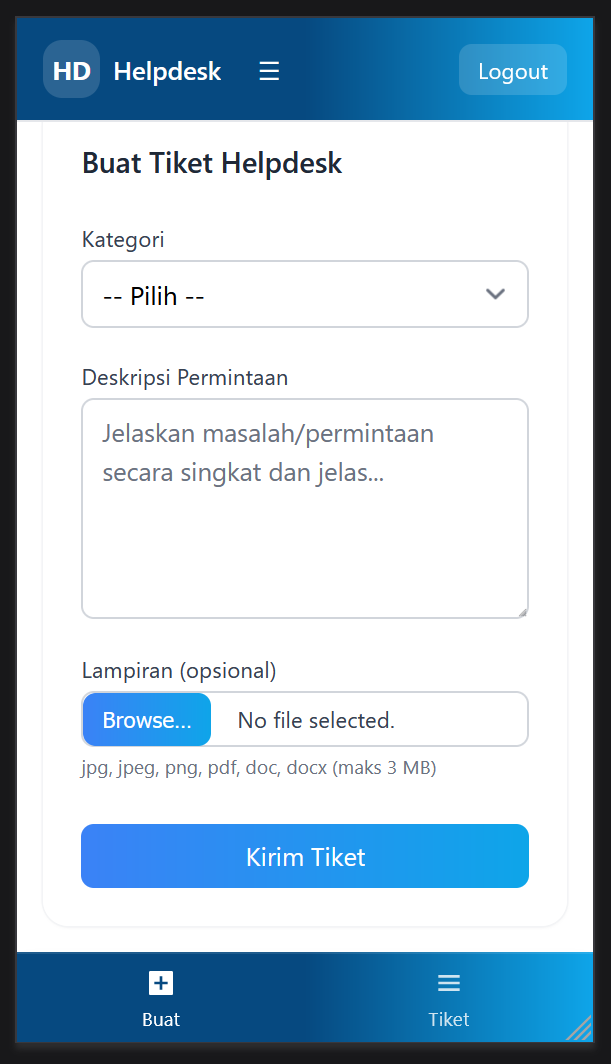 HD Helpdesk ☰ Logout
Buat Tiket Helpdesk
Kategori
-- Pilih --
Deskripsi Permintaan
Jelaskan masalah/permintaan
secara singkat dan jelas...
Lampiran (opsional)
Browse... No file selected.
jpg, jpeg, png, pdf, doc, docx (maks 3 MB)
Kirim Tiket
Buat Tiket